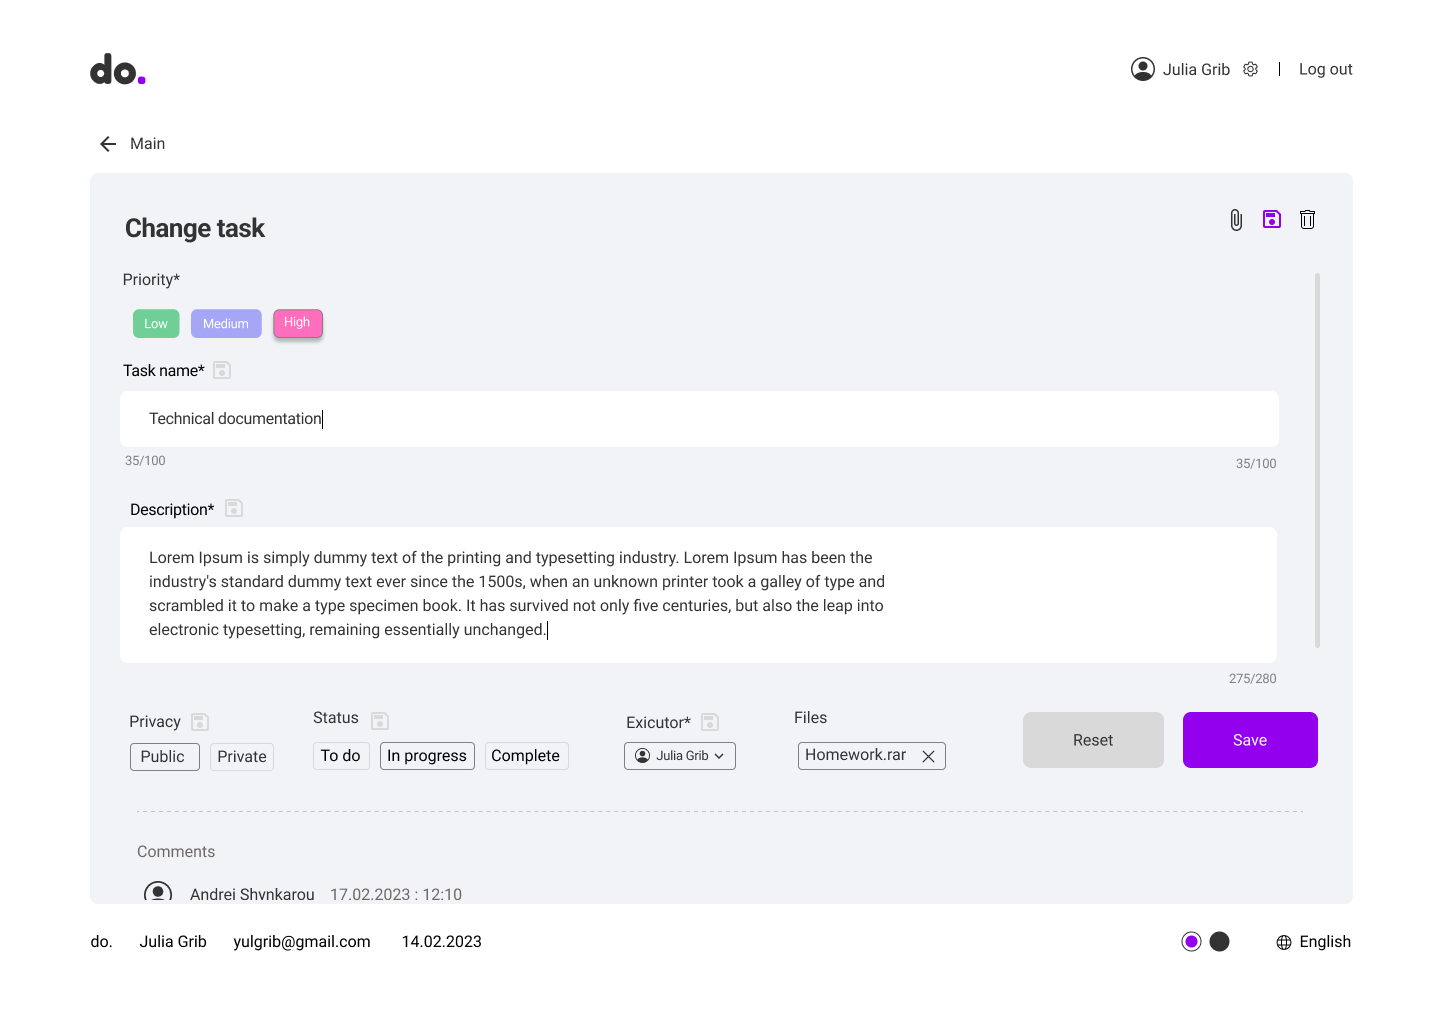 do.
Julia Grib | Log out
Main
Change task
Priority*
Low Medium High
Task name*
Technical documentation
35/100 35/100
Description*
Lorem Ipsum is simply dummy text of the printing and typesetting industry. Lorem Ipsum has been the
industry's standard dummy text ever since the 1500s, when an unknown printer took a galley of type and
scrambled it to make a type specimen book. It has survived not only five centuries, but also the leap into
electronic typesetting, remaining essentially unchanged.
275/280
Privacy Status Exicutor* Files
Public Private To do In progress Complete Julia Grib Homework.rar Reset Save
Comments
Andrei Shynkarou 17.02.2023 : 12:10
do. Julia Grib yulgrib@gmail.com 14.02.2023 English